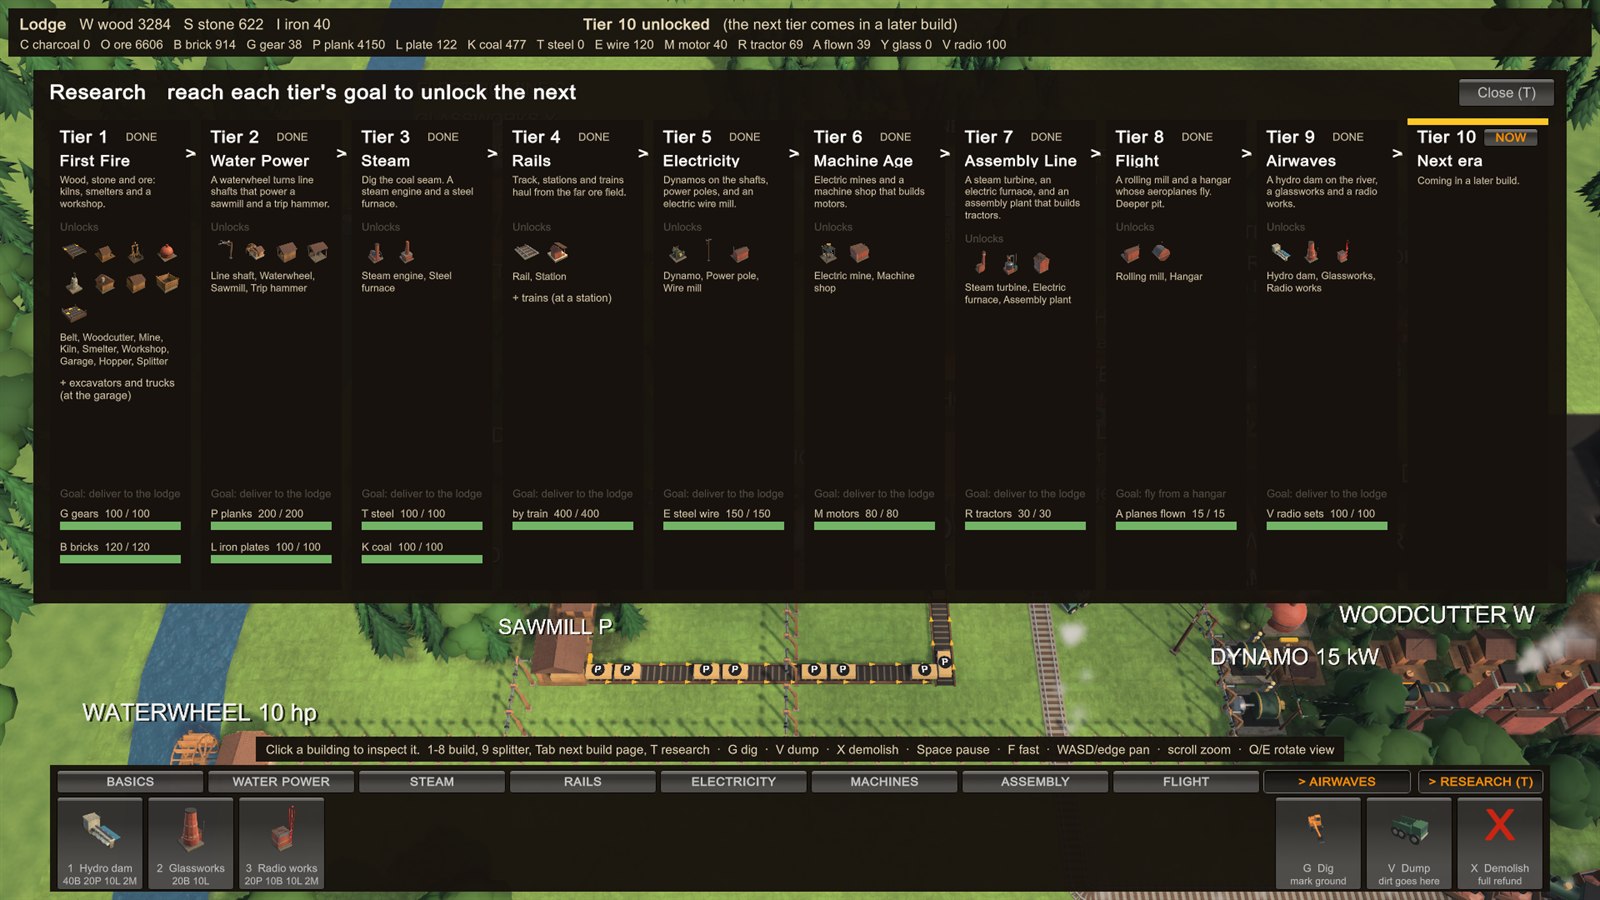 Lodge W wood 3284 S stone 622 I iron 40
Tier 10 unlocked (the next tier comes in a later build)
C charcoal 0 O ore 6606 B brick 914 G gear 38 P plank 4150 L plate 122 K coal 477 T steel 0 E wire 120 M motor 40 R tractor 69 A flown 39 Y glass 0 V radio 100
Research reach each tier's goal to unlock the next
Close (T)
Tier 1 DONE
First Fire
Wood, stone and ore:
kilns, smelters and a
workshop.
Unlocks
Belt, Woodcutter, Mine,
Kiln, Smelter, Workshop,
Garage, Hopper, Splitter
+ excavators and trucks
(at the garage)
Goal: deliver to the lodge
G gears 100 / 100
B bricks 120 / 120
>
Tier 2 DONE
Water Power
A waterwheel turns line
shafts that power a
sawmill and a trip hammer.
Unlocks
Line shaft, Waterwheel,
Sawmill, Trip hammer
Goal: deliver to the lodge
P planks 200 / 200
L iron plates 100 / 100
>
Tier 3 DONE
Steam
Dig the coal seam. A
steam engine and a steel
furnace.
Unlocks
Steam engine, Steel
furnace
Goal: deliver to the lodge
T steel 100 / 100
K coal 100 / 100
>
Tier 4 DONE
Rails
Track, stations and trains
haul from the far ore field.
Unlocks
Rail, Station
+ trains (at a station)
Goal: deliver to the lodge
by train 400 / 400
>
Tier 5 DONE
Electricity
Dynamos on the shafts,
power poles, and an
electric wire mill.
Unlocks
Dynamo, Power pole,
Wire mill
Goal: deliver to the lodge
E steel wire 150 / 150
>
Tier 6 DONE
Machine Age
Electric mines and a
machine shop that builds
motors.
Unlocks
Electric mine, Machine
shop
Goal: deliver to the lodge
M motors 80 / 80
>
Tier 7 DONE
Assembly Line
A steam turbine, an
electric furnace, and an
assembly plant that builds
tractors.
Unlocks
Steam turbine, Electric
furnace, Assembly plant
Goal: deliver to the lodge
R tractors 30 / 30
>
Tier 8 DONE
Flight
A rolling mill and a hangar
whose aeroplanes fly.
Deeper pit.
Unlocks
Rolling mill, Hangar
Goal: fly from a hangar
A planes flown 15 / 15
>
Tier 9 DONE
Airwaves
A hydro dam on the river,
a glassworks and a radio
works.
Unlocks
Hydro dam, Glassworks,
Radio works
Goal: deliver to the lodge
V radio sets 100 / 100
>
Tier 10 NOW
Next era
Coming in a later build.
SAWMILL P
WOODCUTTER W
DYNAMO 15 kW
P P P P P P P P
WATERWHEEL 10 hp
Click a building to inspect it. 1-8 build, 9 splitter, Tab next build page, T research · G dig · V dump · X demolish · Space pause · F fast · WASD/edge pan · scroll zoom · Q/E rotate view
BASICS
WATER POWER
STEAM
RAILS
ELECTRICITY
MACHINES
ASSEMBLY
FLIGHT
> AIRWAVES
> RESEARCH (T)
1 Hydro dam
40B 20P 10L 2M
2 Glassworks
20B 10L
3 Radio works
20P 10B 10L 2M
G Dig
mark ground
V Dump
dirt goes here
X
X Demolish
full refund